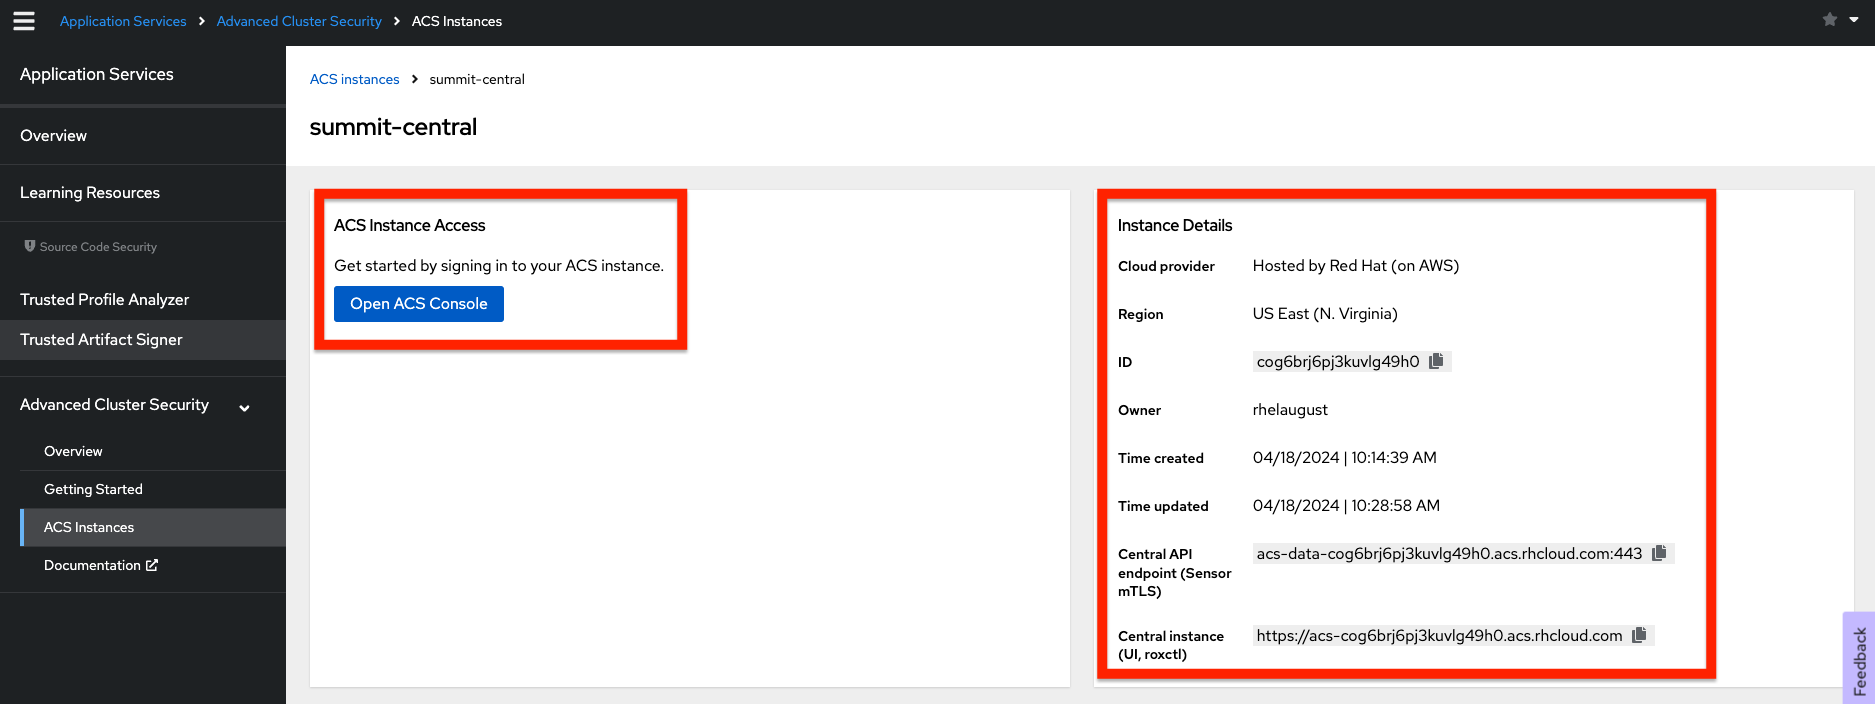 Application Services > Advanced Cluster Security > ACS Instances
Application Services
Overview
Learning Resources
Source Code Security
Trusted Profile Analyzer
Trusted Artifact Signer
Advanced Cluster Security
Overview
Getting Started
ACS Instances
Documentation
ACS instances > summit-central
summit-central
ACS Instance Access
Get started by signing in to your ACS instance.
Open ACS Console
Instance Details
Cloud provider Hosted by Red Hat (on AWS)
Region US East (N. Virginia)
ID cog6brj6pj3kuvlg49h0
Owner rhelaugust
Time created 04/18/2024 | 10:14:39 AM
Time updated 04/18/2024 | 10:28:58 AM
Central API acs-data-cog6brj6pj3kuvlg49h0.acs.rhcloud.com:443
endpoint (Sensor
mTLS)
Central instance https://acs-cog6brj6pj3kuvlg49h0.acs.rhcloud.com
(UI, roxctl)
Feedback